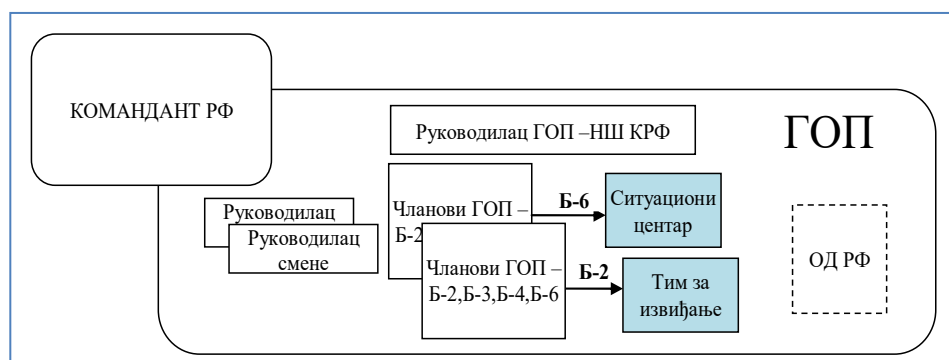 КОМАНДАНТ РФ
ГОП
Руководилац ГОП –НШ КРФ
Чланови ГОП –
Б-2
Б-6
Ситуациони
центар
Руководилац
Руководилац
смене
Чланови ГОП –
Б-2,Б-3,Б-4,Б-6
Б-2
Тим за
извиђање
ОД РФ